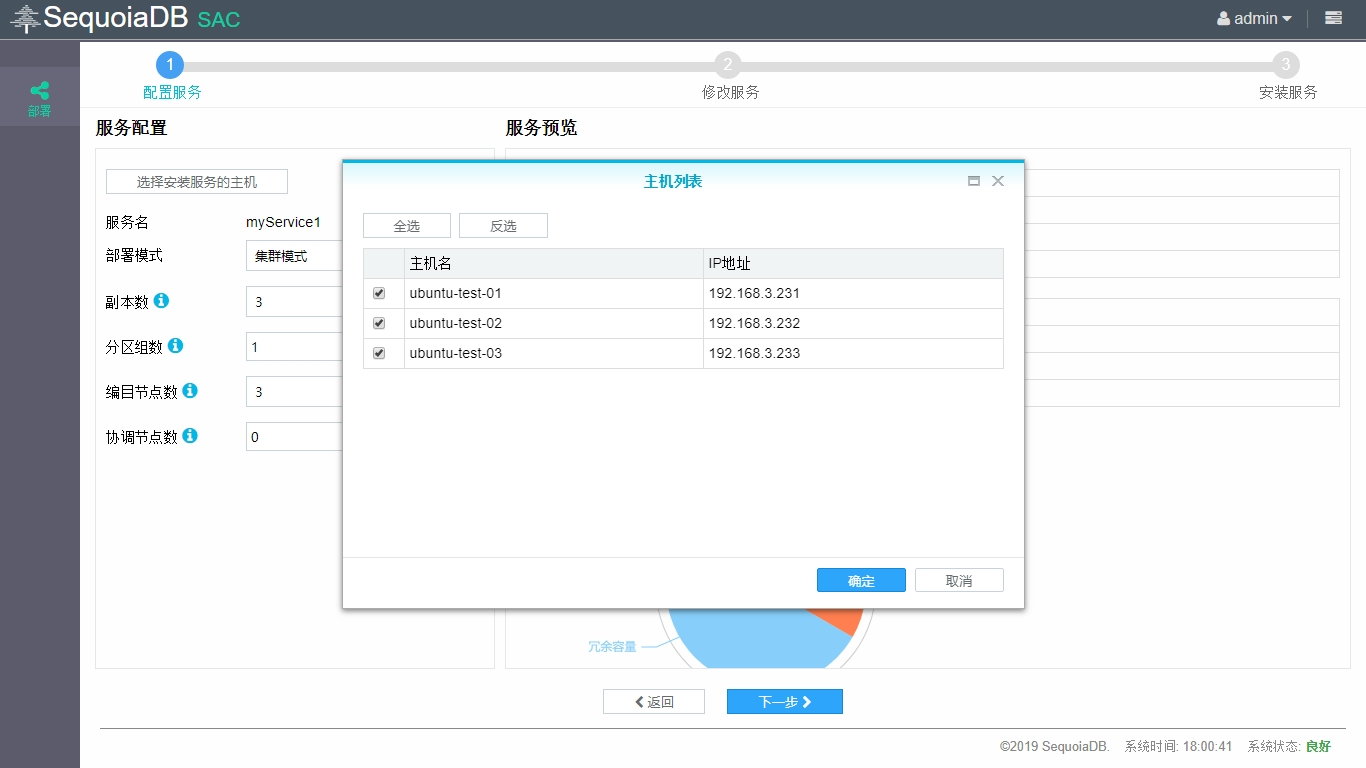 SequoiaDB SAC
admin
部署
1
2
3
配置服务
修改服务
安装服务
服务配置
服务预览
选择安装服务的主机
服务名
myService1
部署模式
集群模式
副本数
3
分区组数
1
编目节点数
3
协调节点数
0
主机列表
全选
反选
主机名
IP地址
ubuntu-test-01
192.168.3.231
ubuntu-test-02
192.168.3.232
ubuntu-test-03
192.168.3.233
确定
取消
冗余容量
返回
下一步
©2019 SequoiaDB. 系统时间: 18:00:41 系统状态: 良好